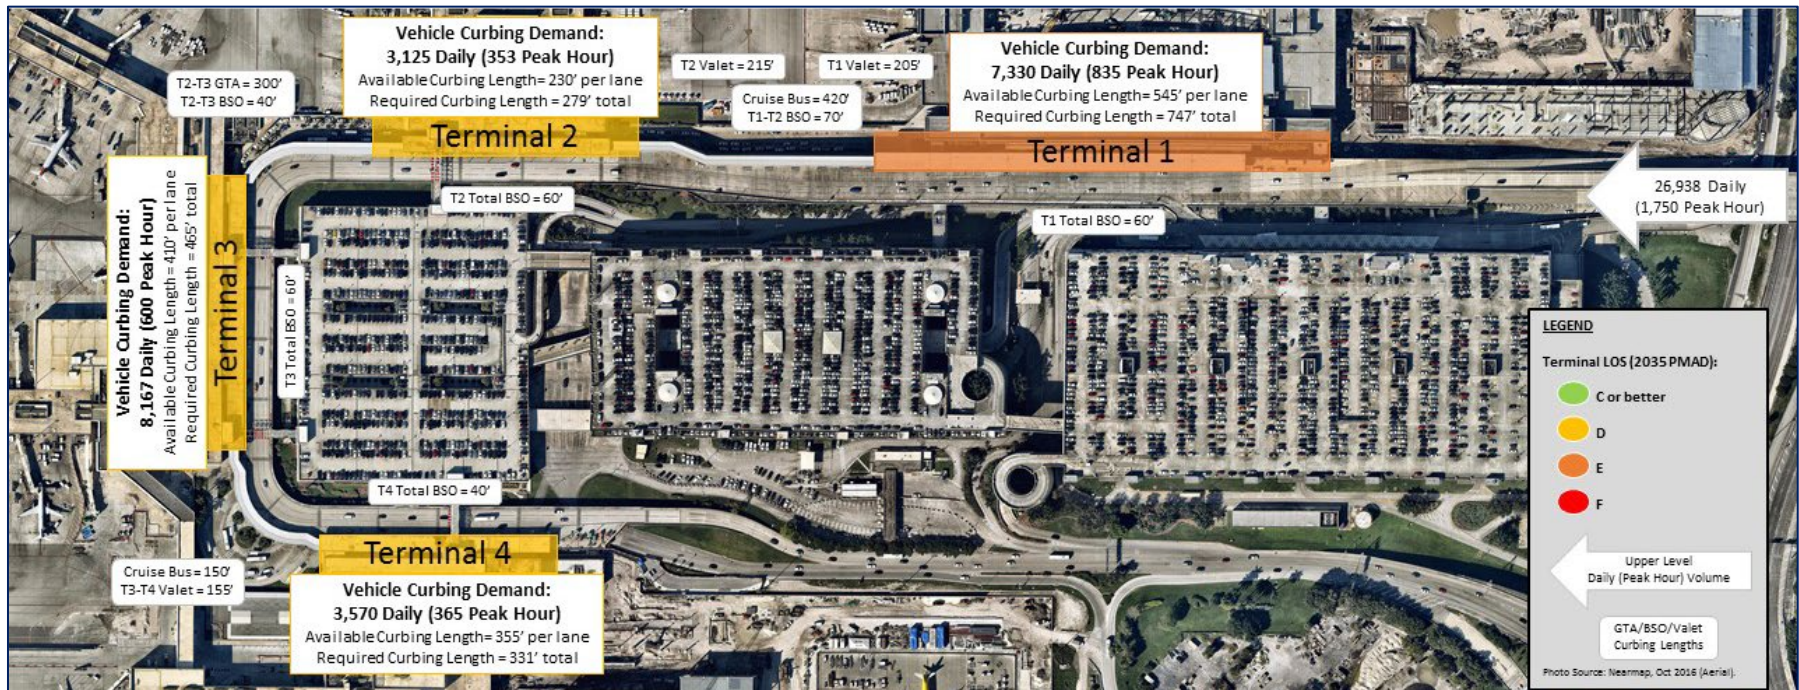 Vehicle Curbing Demand:
3,125 Daily (353 Peak Hour)
Available Curbing Length= 230’ per lane
Required Curbing Length = 279’ total
T2-T3 GTA = 300’
T2-T3 BSO = 40’
T2 Valet = 215’
T1 Valet = 205’
Cruise Bus = 420’
T1-T2 BSO = 70’
Vehicle Curbing Demand:
7,330 Daily (835 Peak Hour)
Available Curbing Length= 545’ per lane
Required Curbing Length = 747’ total
Terminal 2
Terminal 1
26,938 Daily
(1,750 Peak Hour)
T2 Total BSO = 60’
T1 Total BSO = 60’
Vehicle Curbing Demand:
8,167 Daily (600 Peak Hour)
Available Curbing Length = 410’ per lane
Required Curbing Length = 465’ total
Terminal 3
T3 Total BSO = 60’
T4 Total BSO = 40’
Terminal 4
Cruise Bus = 150’
T3-T4 Valet = 155’
Vehicle Curbing Demand:
3,570 Daily (365 Peak Hour)
Available Curbing Length= 355’ per lane
Required Curbing Length = 331’ total
LEGEND
Terminal LOS (2035 PMAD):
C or better
D
E
F
Upper Level
Daily (Peak Hour) Volume
GTA/BSO/Valet
Curbing Lengths
Photo Source: Nearmap, Oct 2016 (Aerial).